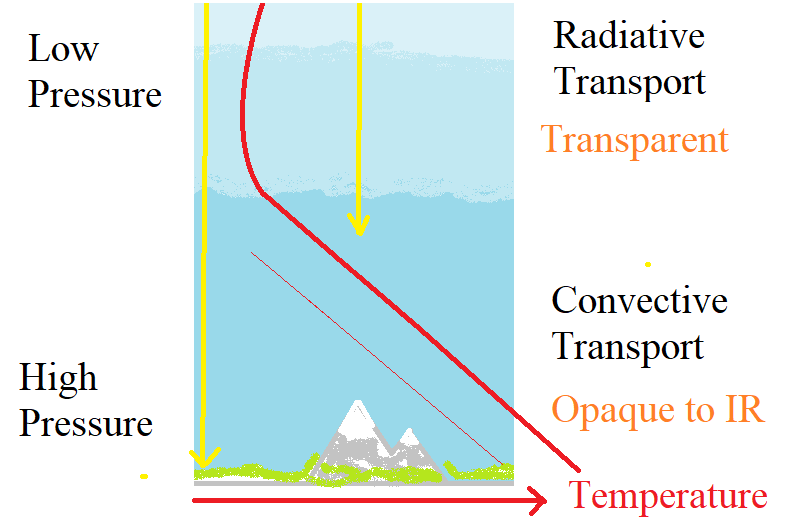 Low
Pressure
Radiative
Transport
Transparent
Convective
Transport
High
Pressure
Opaque to IR
Temperature